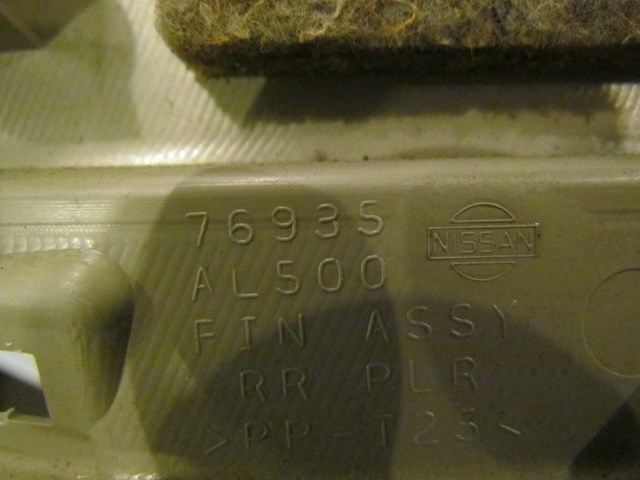 76935
NISSAN
AL500
FIN ASSY
RR PLR
>PP-T25<